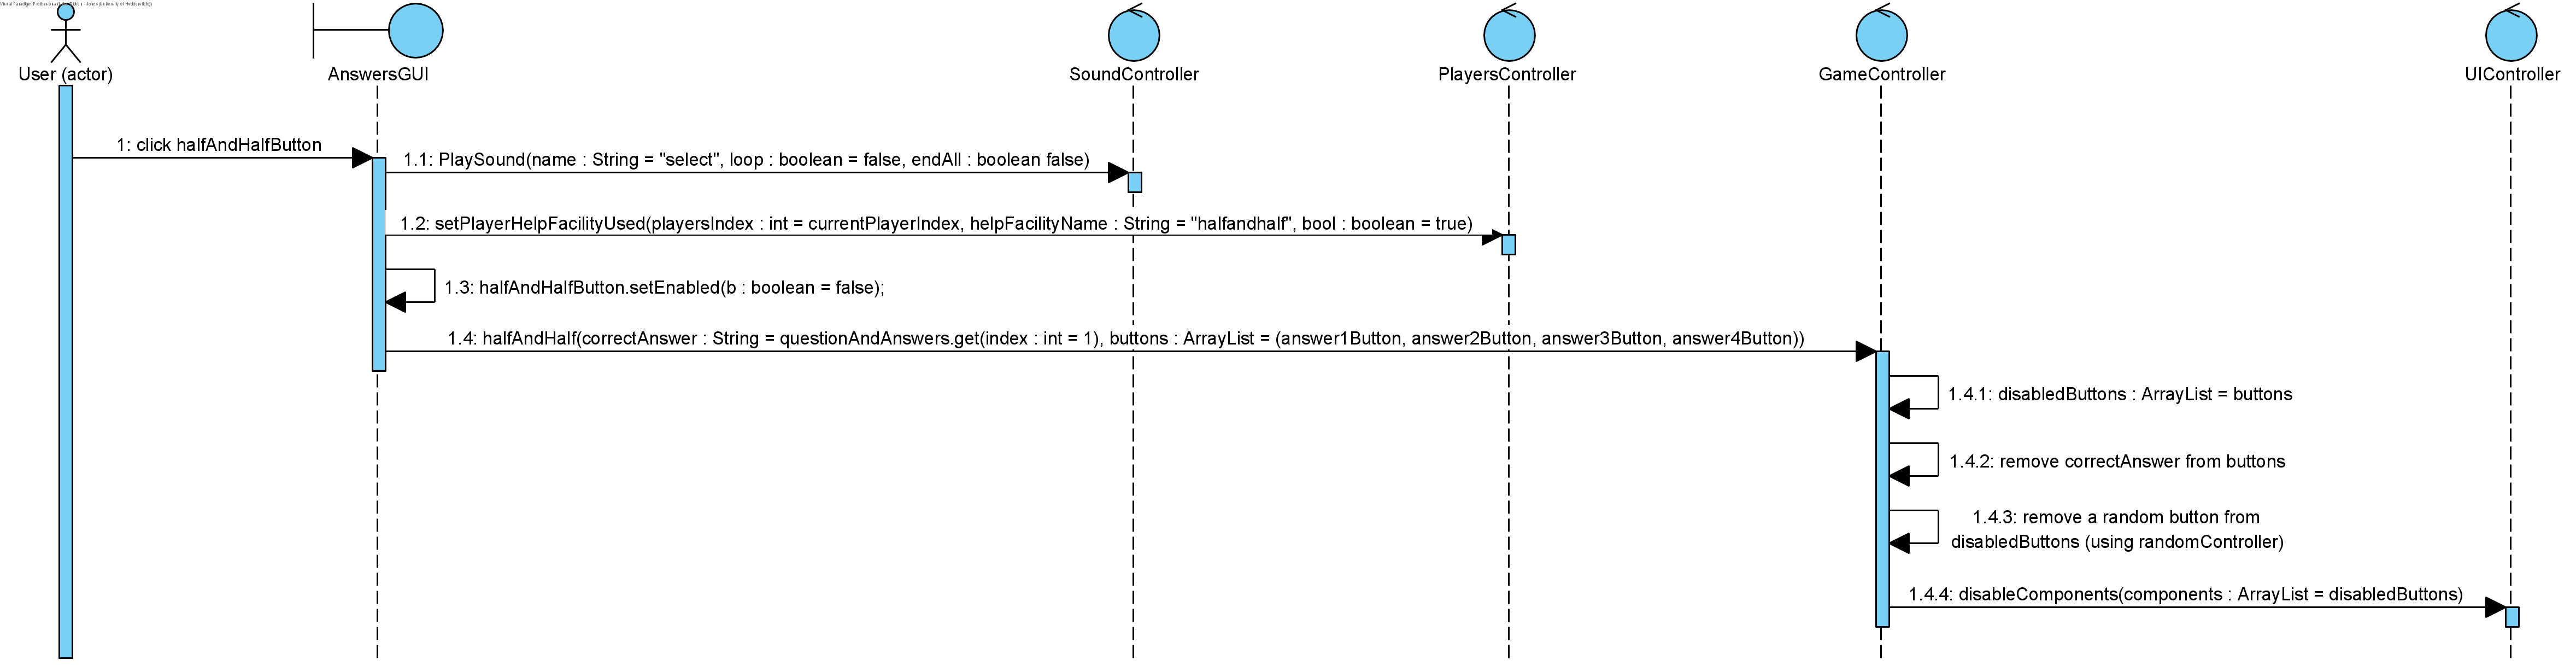 User (actor)
AnswersGUI
SoundController
PlayersController
GameController
UIController
1: click halfAndHalfButton
1.1: PlaySound(name : String = "select", loop : boolean = false, endAll : boolean false)
1.2: setPlayerHelpFacilityUsed(playersIndex : int = currentPlayerIndex, helpFacilityName : String = "halfandhalf", bool : boolean = true)
1.3: halfAndHalfButton.setEnabled(b : boolean = false);
1.4: halfAndHalf(correctAnswer : String = questionAndAnswers.get(index : int = 1), buttons : ArrayList = (answer1Button, answer2Button, answer3Button, answer4Button))
1.4.1: disabledButtons : ArrayList = buttons
1.4.2: remove correctAnswer from buttons
1.4.3: remove a random button from
disabledButtons (using randomController)
1.4.4: disableComponents(components : ArrayList = disabledButtons)